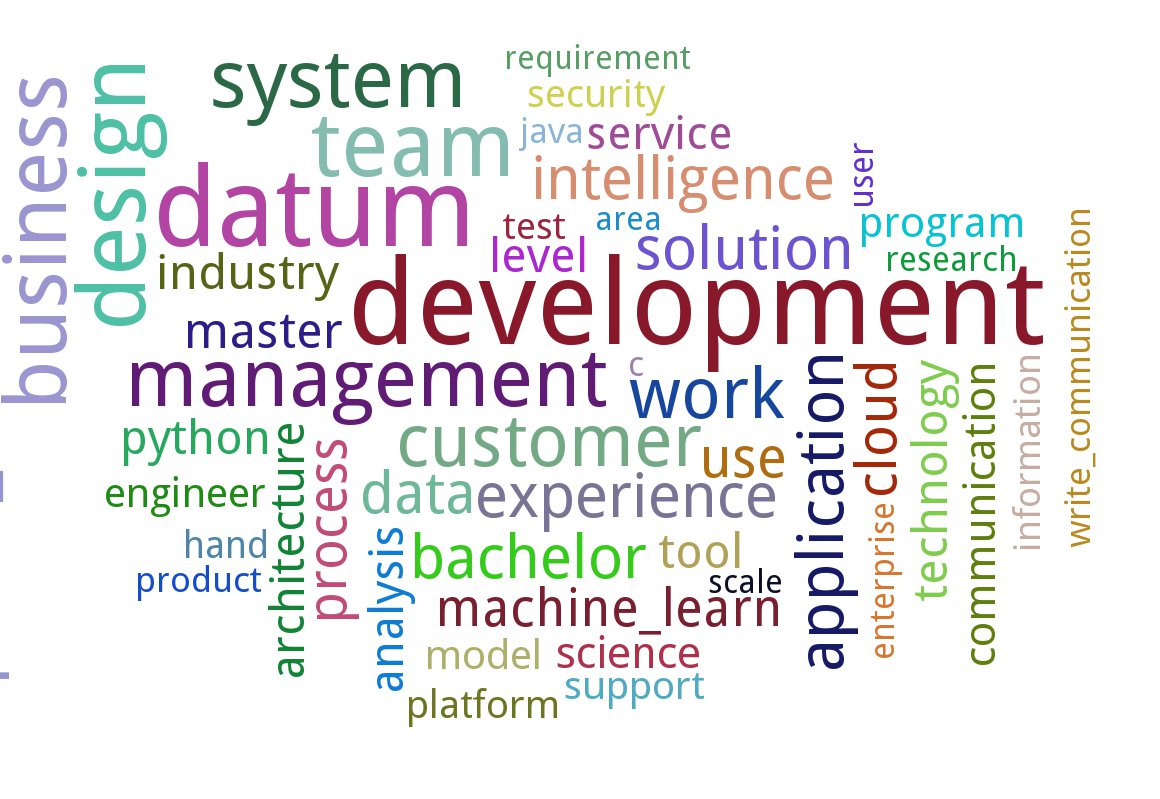 requirement
system
security
business
design
team
java
service
intelligence
user
datum
test
area
program
level
solution
research
industry
write_communication
development
master
management
c
work
application
cloud
technology
communication
information
python
architecture
process
customer
use
engineer
data
experience
enterprise
hand
analysis
bachelor
tool
product
scale
machine_learn
model
science
support
platform